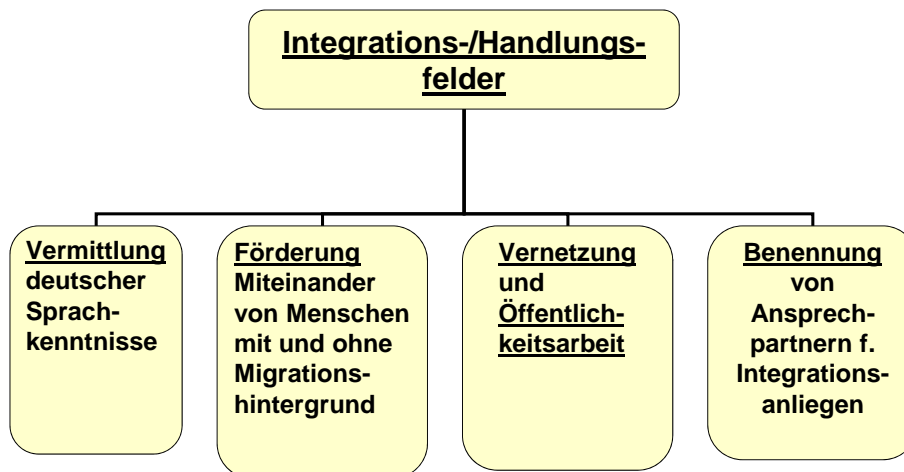 Integrations-/Handlungs-
felder
Vermittlung
deutscher
Sprach-
kenntnisse
Förderung
Miteinander
von Menschen
mit und ohne
Migrations-
hintergrund
Vernetzung
und
Öffentlich-
keitsarbeit
Benennung
von
Ansprech-
partnern f.
Integrations-
anliegen